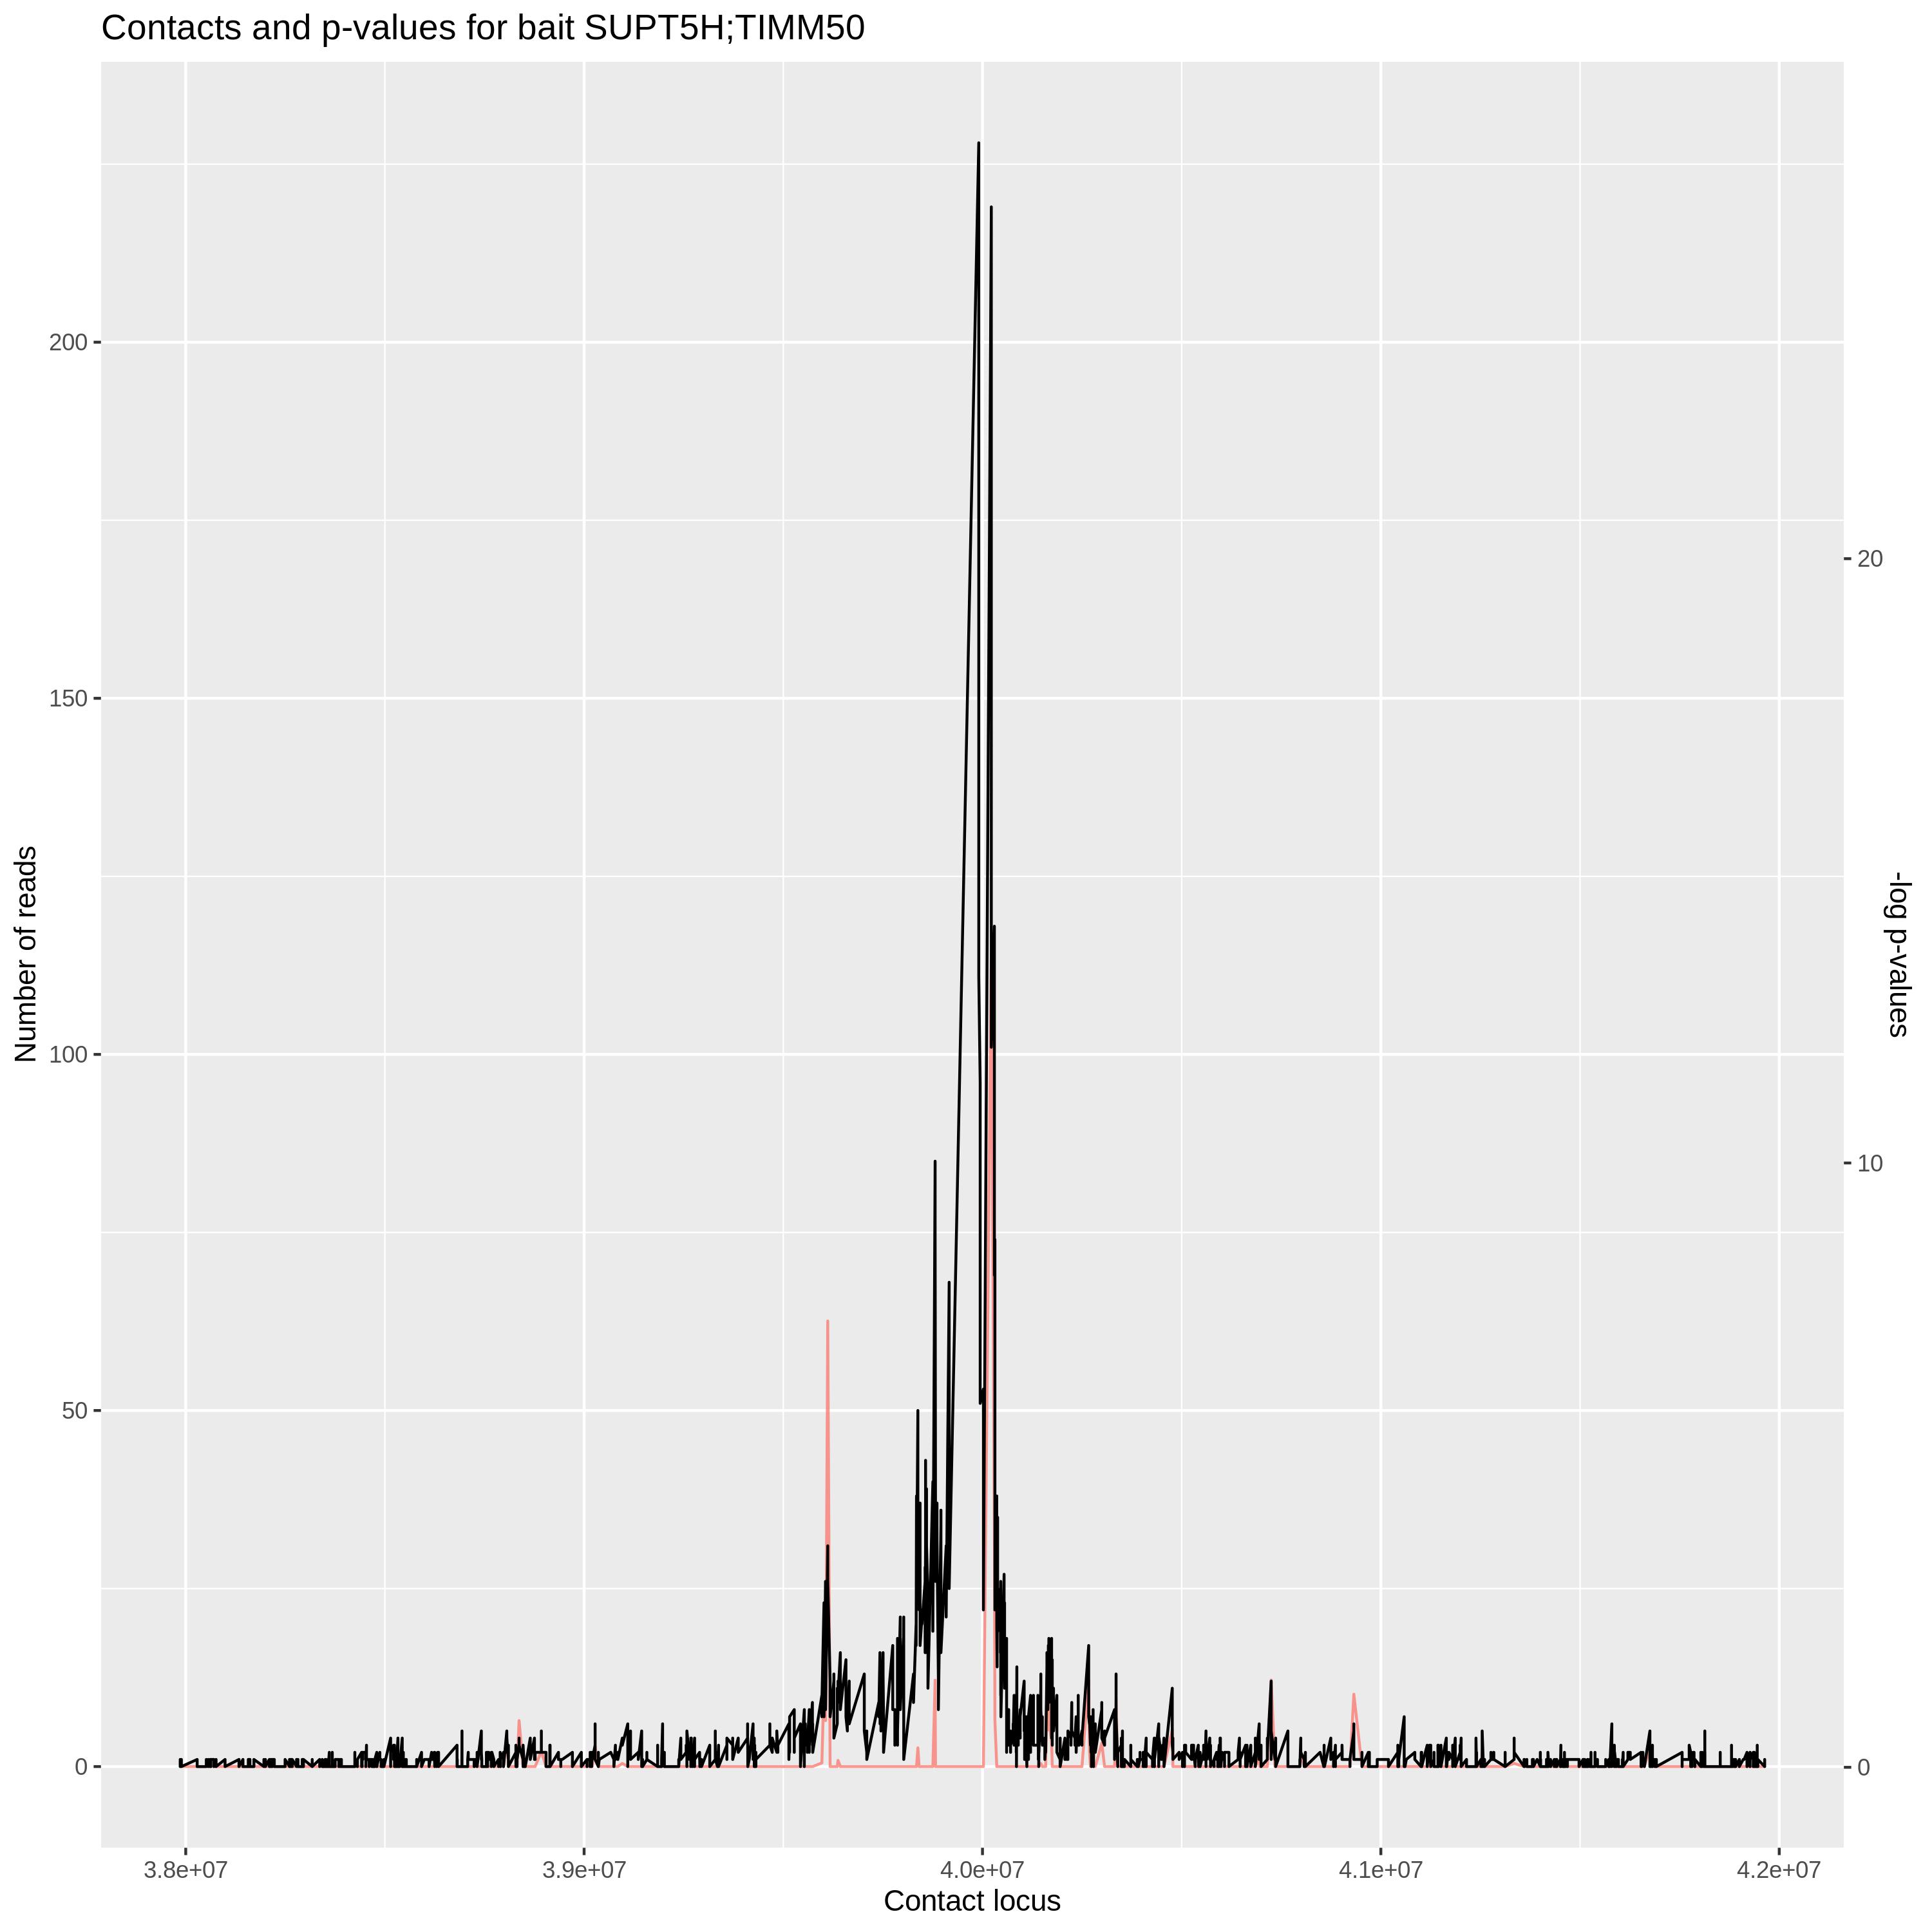 Contacts and p-values for bait SUPT5H;TIMM50
200
150
100
50
0
Number of reads
20
10
0
-log p-values
3.8e+07 3.9e+07 4.0e+07 4.1e+07 4.2e+07
Contact locus